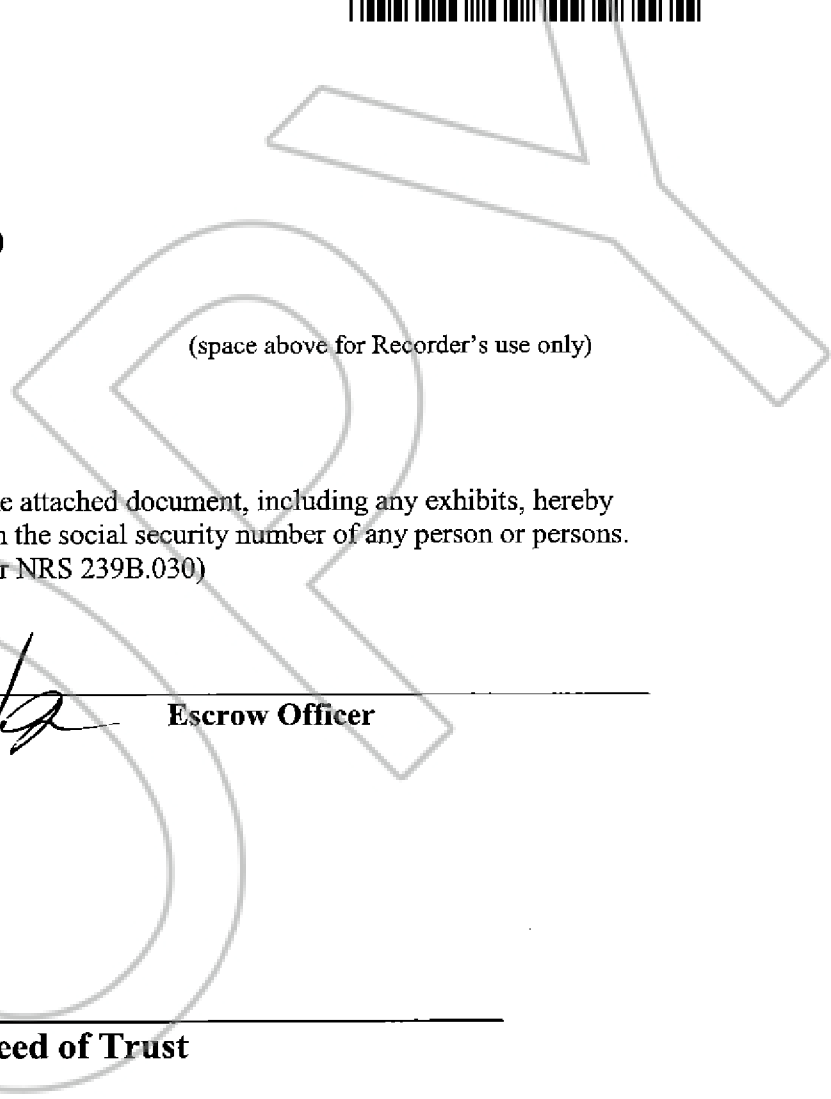 )
(space above for Recorder's use only)
e attached document, including any exhibits, hereby
n the social security number of any person or persons.
r NRS 239B.030)
Escrow Officer
eed of Trust
COPY